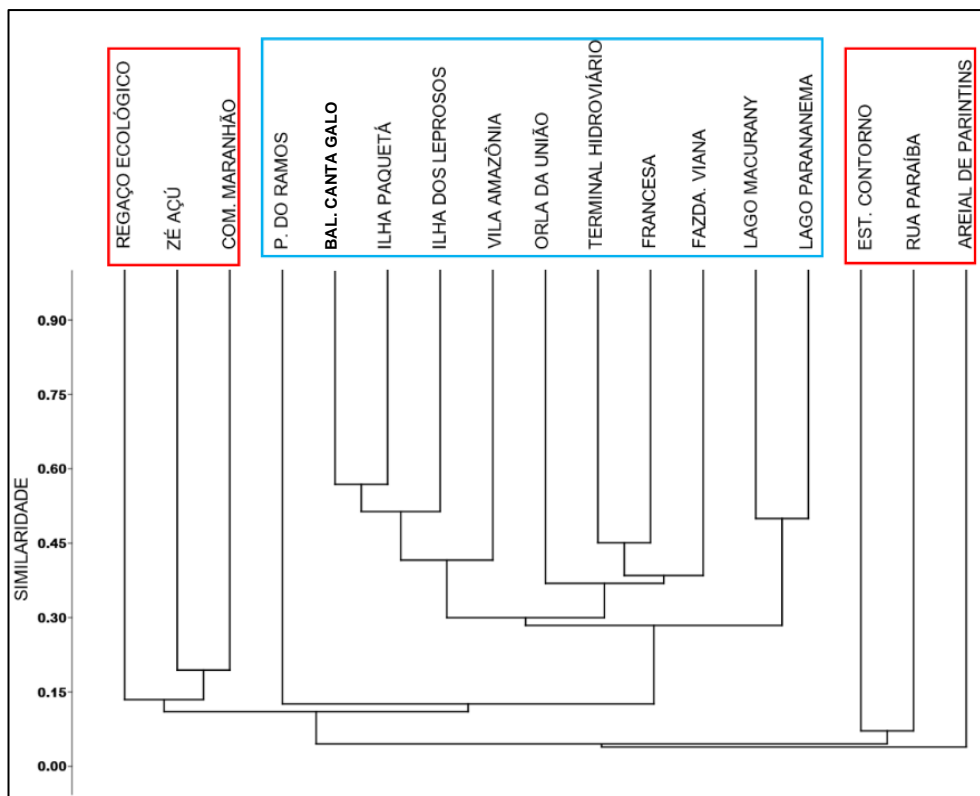 REGAÇO ECOLÓGICO
ZÉ AÇÚ
COM. MARANHÃO
P. DO RAMOS
BAL. CANTA GALO
ILHA PAQUETÁ
ILHA DOS LEPROSOS
VILA AMAZÔNIA
ORLA DA UNIÃO
TERMINAL HIDROVIÁRIO
FRANCESA
FAZDA. VIANA
LAGO MACURANY
LAGO PARANANEMA
EST. CONTORNO
RUA PARAÍBA
AREIAL DE PARINTINS
SIMILARIDADE
0.90
0.75
0.60
0.45
0.30
0.15
0.00